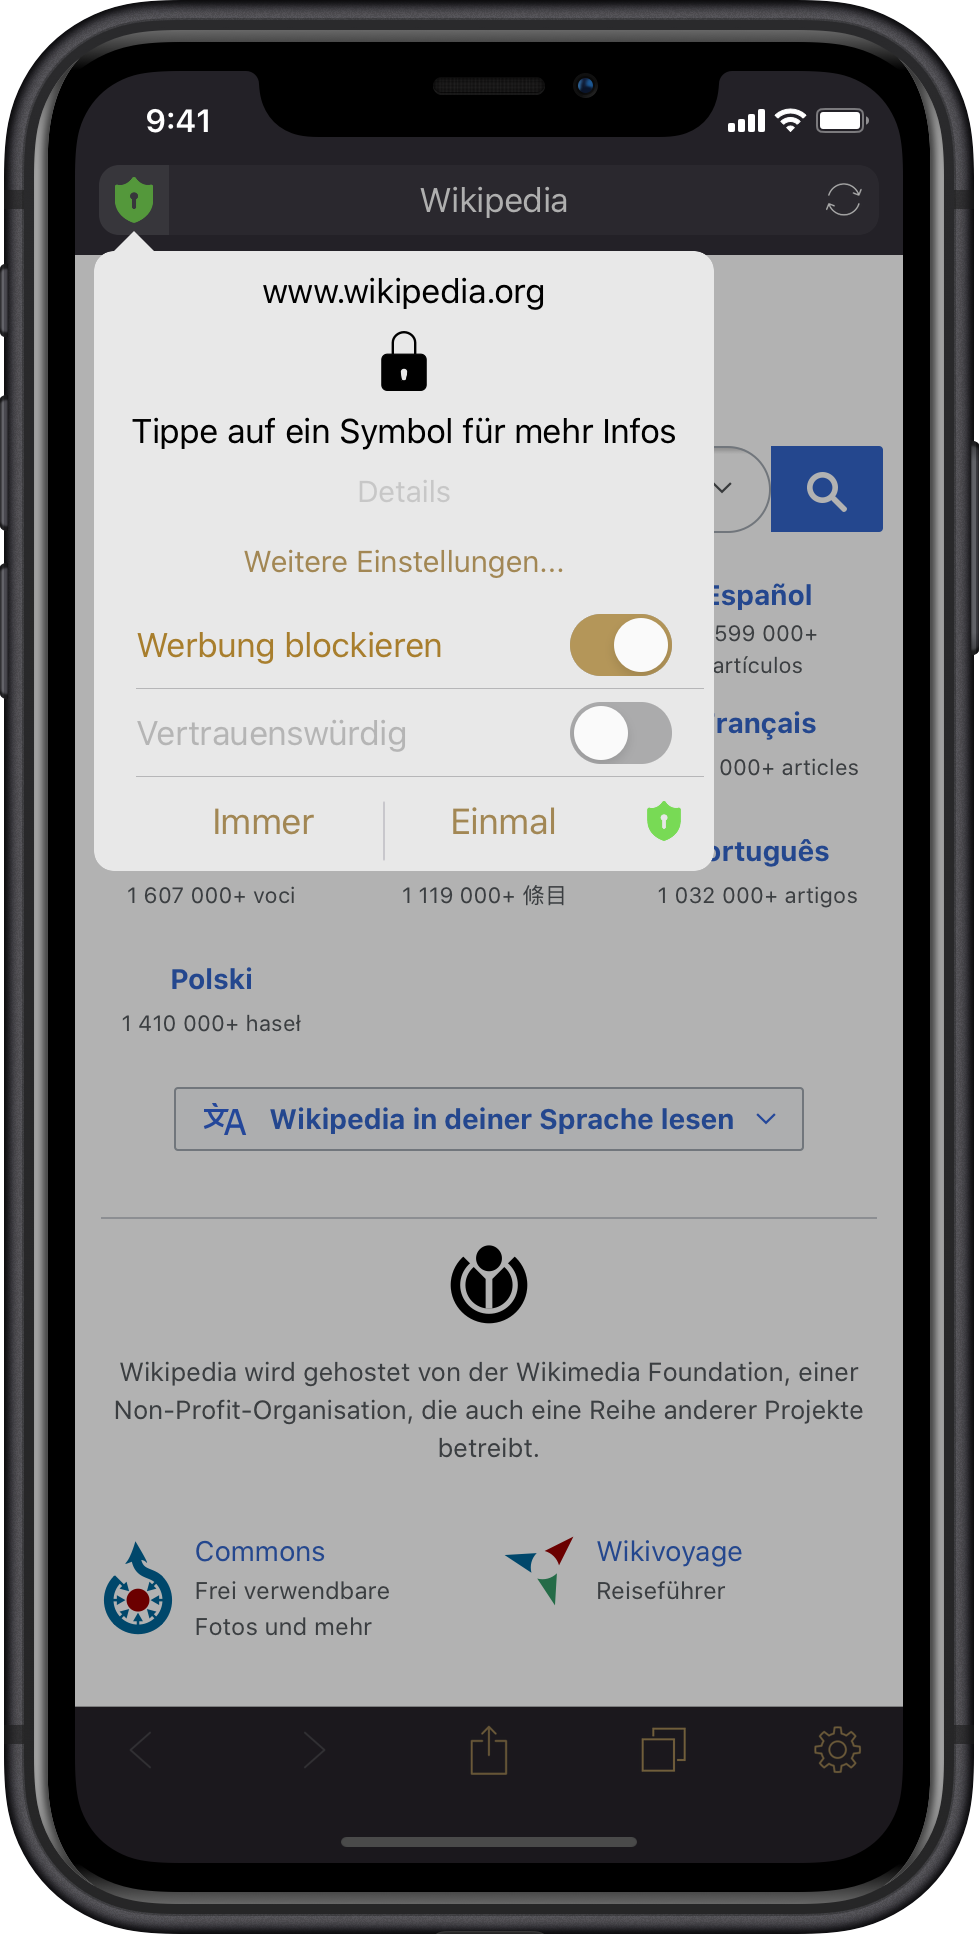 9:41
Wikipedia
www.wikipedia.org
Tippe auf ein Symbol für mehr Infos
Details
Weitere Einstellungen...
Werbung blockieren
Vertrauenswürdig
Immer
Einmal
Español
599 000+
artículos
rançais
000+ articles
ortuguês
1 607 000+ voci
1 119 000+ 條目
1 032 000+ artigos
Polski
1 410 000+ haseł
文A Wikipedia in deiner Sprache lesen
Wikipedia wird gehostet von der Wikimedia Foundation, einer
Non-Profit-Organisation, die auch eine Reihe anderer Projekte
betreibt.
Commons
Frei verwendbare
Fotos und mehr
Wikivoyage
Reiseführer